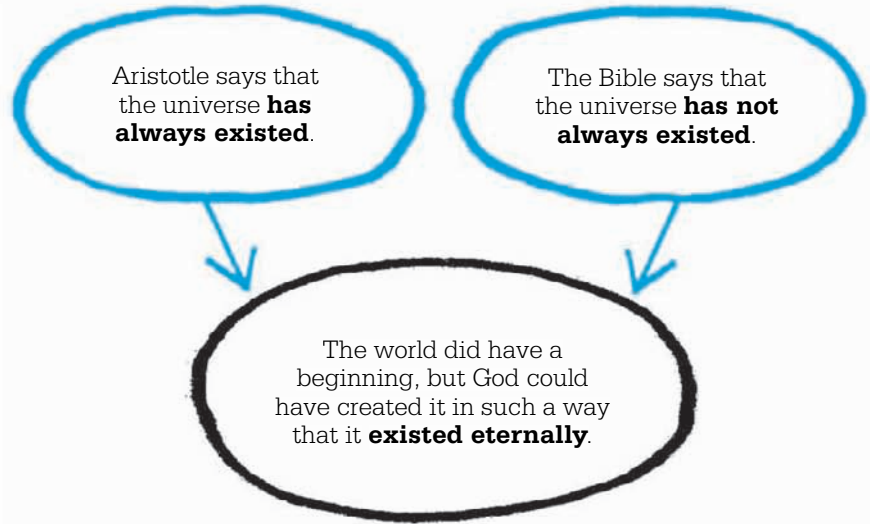 Aristotle says that
the universe has
always existed.
The Bible says that
the universe has not
always existed.
The world did have a
beginning, but God could
have created it in such a way
that it existed eternally.